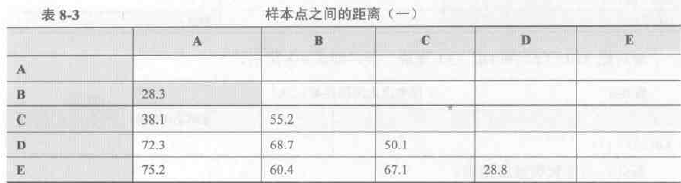 表 8-3 样本点之间的距离（一）
A B C D E
A
B 28.3
C 38.1 55.2
D 72.3 68.7 50.1
E 75.2 60.4 67.1 28.8